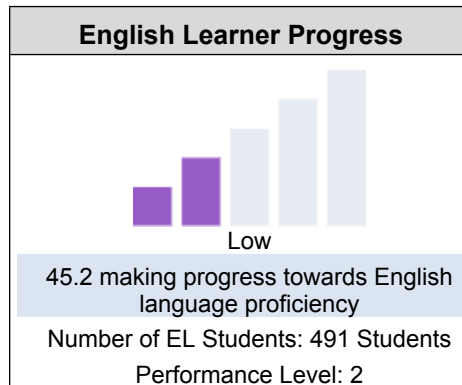 English Learner Progress
Low
45.2 making progress towards English
language proficiency
Number of EL Students: 491 Students
Performance Level: 2